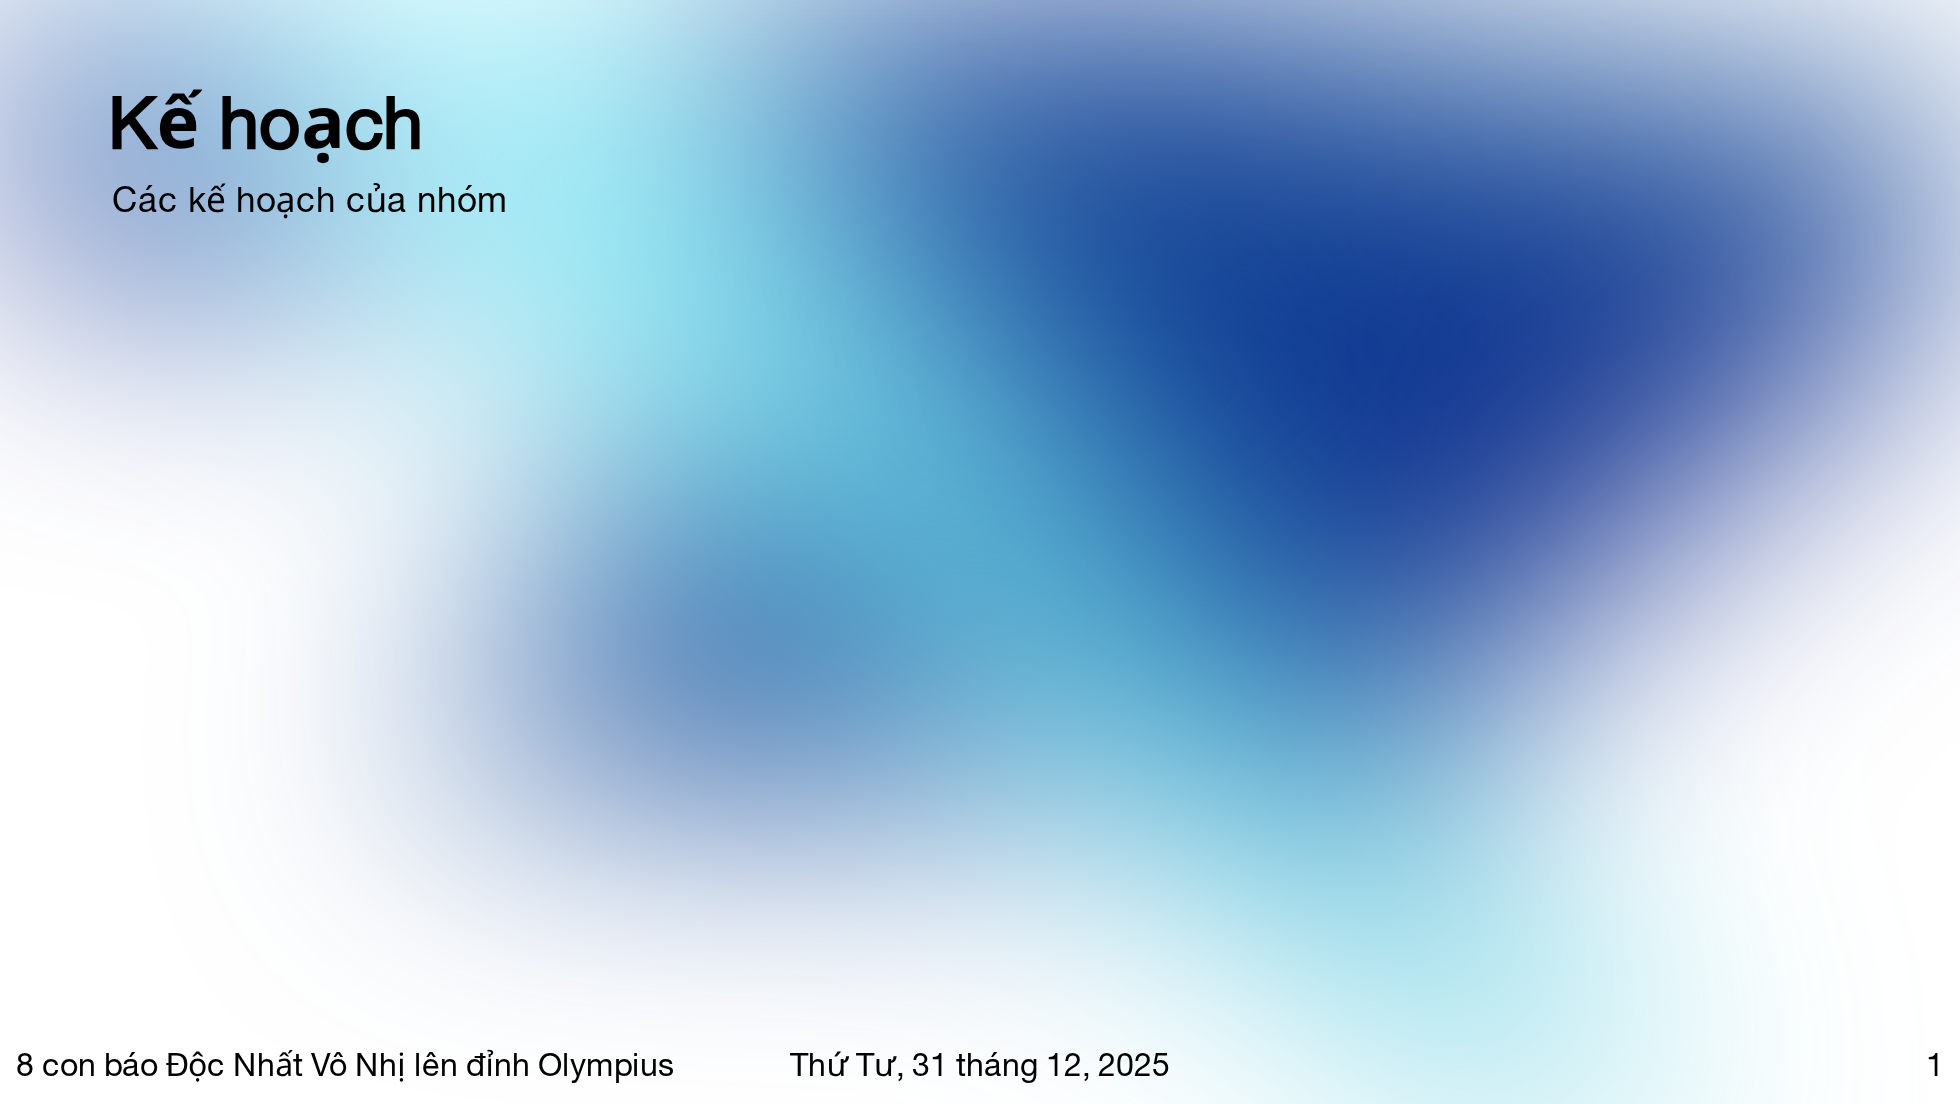 Kế hoạch
Các kế hoạch của nhóm
8 con báo Độc Nhất Vô Nhị lên đỉnh Olympius
Thứ Tư, 31 tháng 12, 2025
1